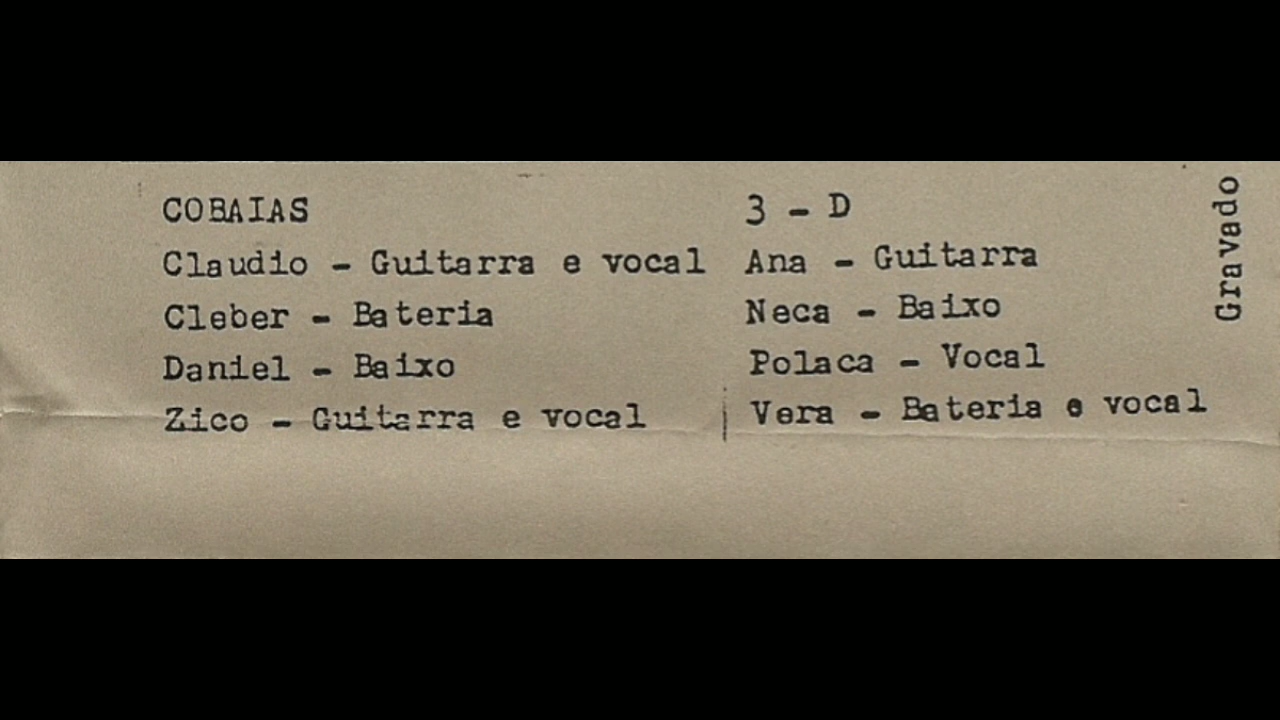 COBAIAS
Claudio - Guitarra e vocal
Cleber - Bateria
Daniel - Baixo
Zico - Guitarra e vocal
3 - D
Ana - Guitarra
Neca - Baixo
Polaca - Vocal
Vera - Bateria e vocal
Gravado